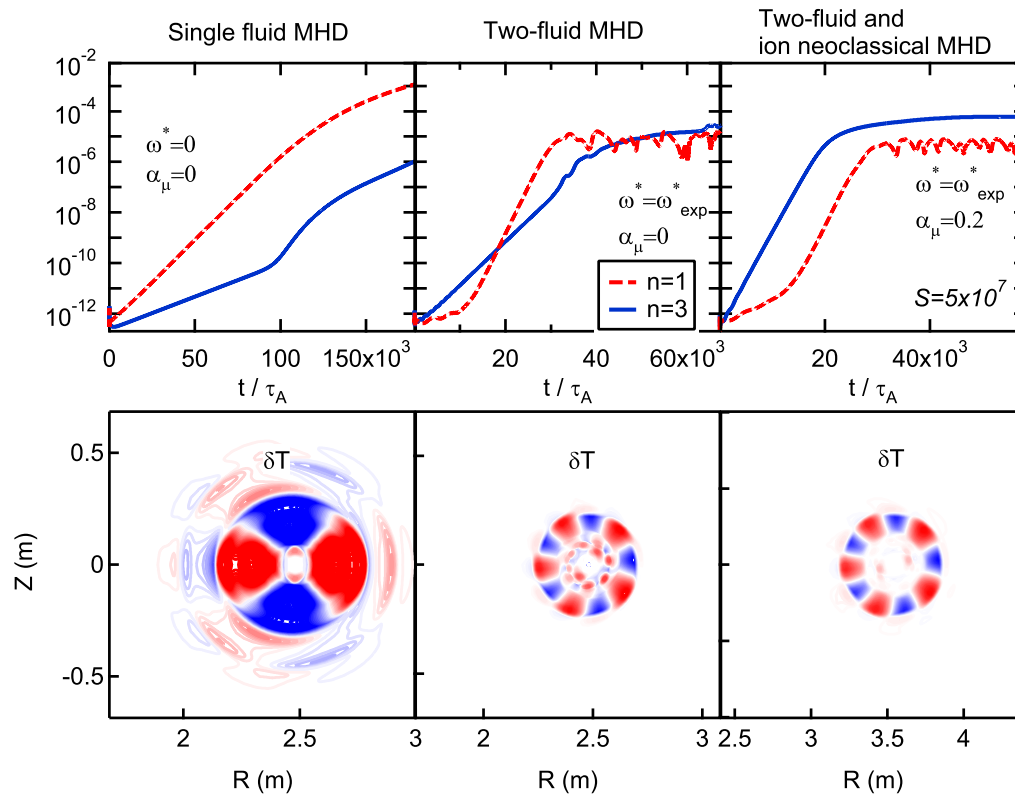 Single fluid MHD
Two-fluid MHD
Two-fluid and
ion neoclassical MHD
10^-2
10^-4
10^-6
10^-8
10^-10
10^-12
ω^*=0
α_μ=0
ω^*=ω^*_exp
α_μ=0
n=1
n=3
ω^*=ω^*_exp
α_μ=0.2
S=5x10^7
0
100
150x10^3
20
40
60x10^3
20
40x10^3
t / τ_A
t / τ_A
t / τ_A
0.5
0
-0.5
Z (m)
δT
δT
δT
2
2.5
3
2
2.5
3
2.5
3
3.5
4
R (m)
R (m)
R (m)